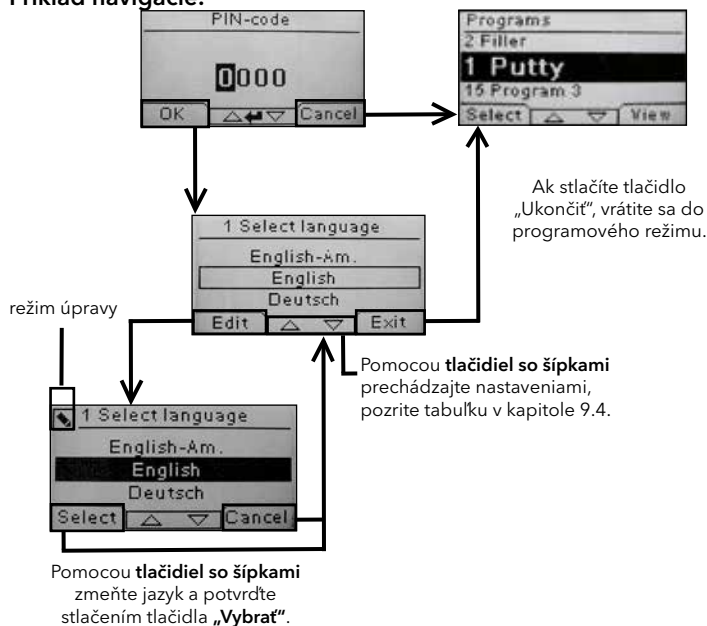 Príklad navigácie:
PIN-code
0000
OK Cancel
Programs
2 Filler
1 Putty
15 Program 3
Select View
Ak stlačíte tlačidlo
„Ukončiť“, vrátite sa do
programového režimu.
1 Select language
English-Am.
English
Deutsch
Edit Exit
režim úpravy
Pomocou tlačidiel so šípkami
prechádzajte nastaveniami,
pozrite tabuľku v kapitole 9.4.
1 Select language
English-Am.
English
Deutsch
Select Cancel
Pomocou tlačidiel so šípkami
zmeňte jazyk a potvrďte
stlačením tlačidla „Vybrať“.